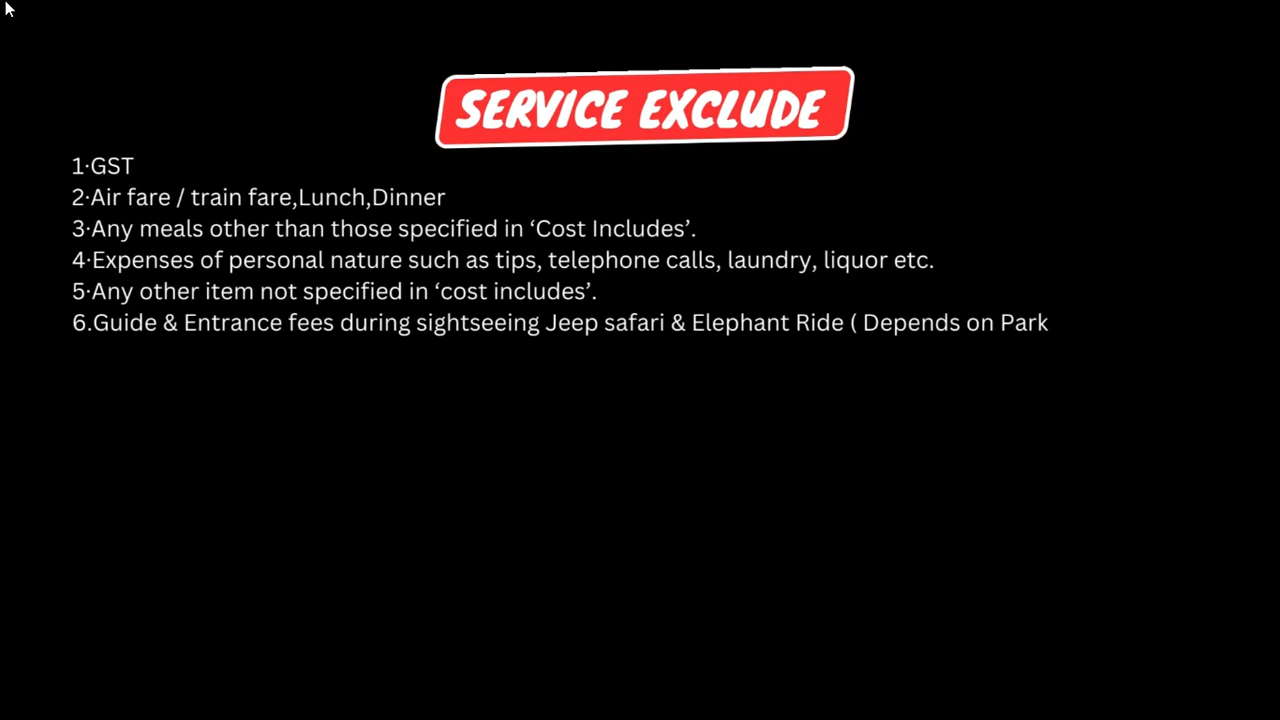 SERVICE EXCLUDE
1·GST
2·Air fare / train fare,Lunch,Dinner
3·Any meals other than those specified in ‘Cost Includes’.
4·Expenses of personal nature such as tips, telephone calls, laundry, liquor etc.
5·Any other item not specified in ‘cost includes’.
6.Guide & Entrance fees during sightseeing Jeep safari & Elephant Ride ( Depends on Park